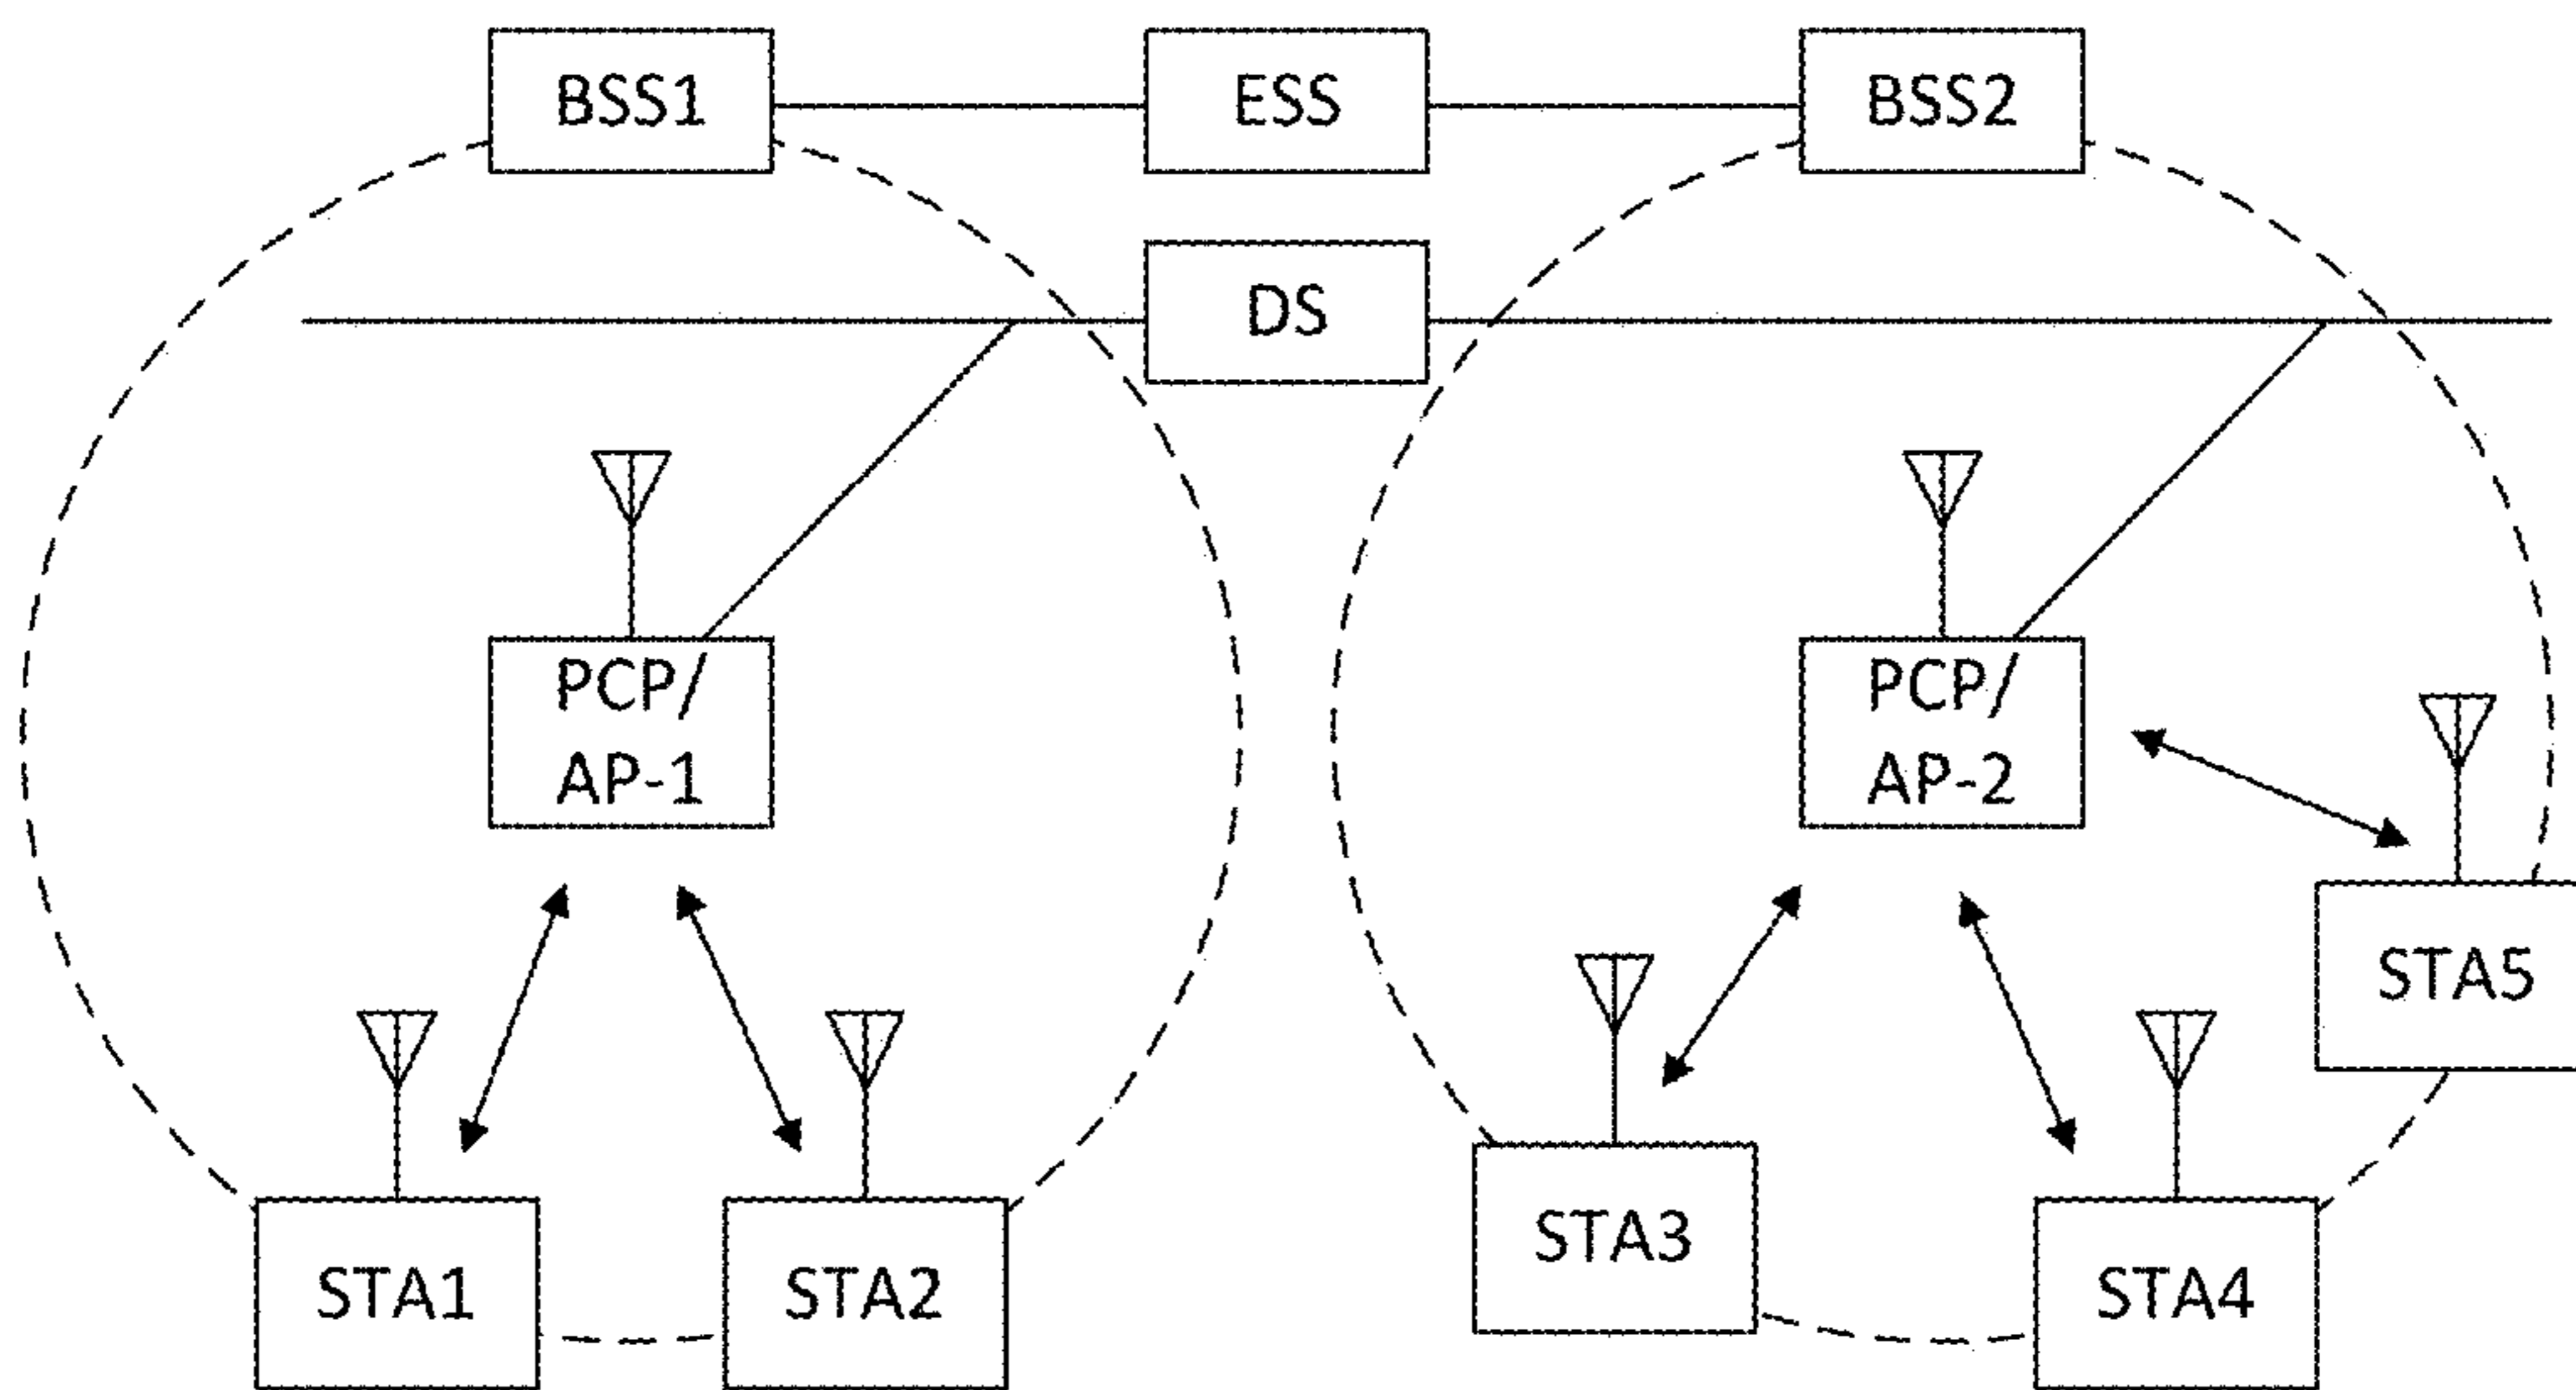 BSS1
ESS
BSS2
DS
PCP/
AP-1
PCP/
AP-2
STA5
STA3
STA1
STA2
STA4